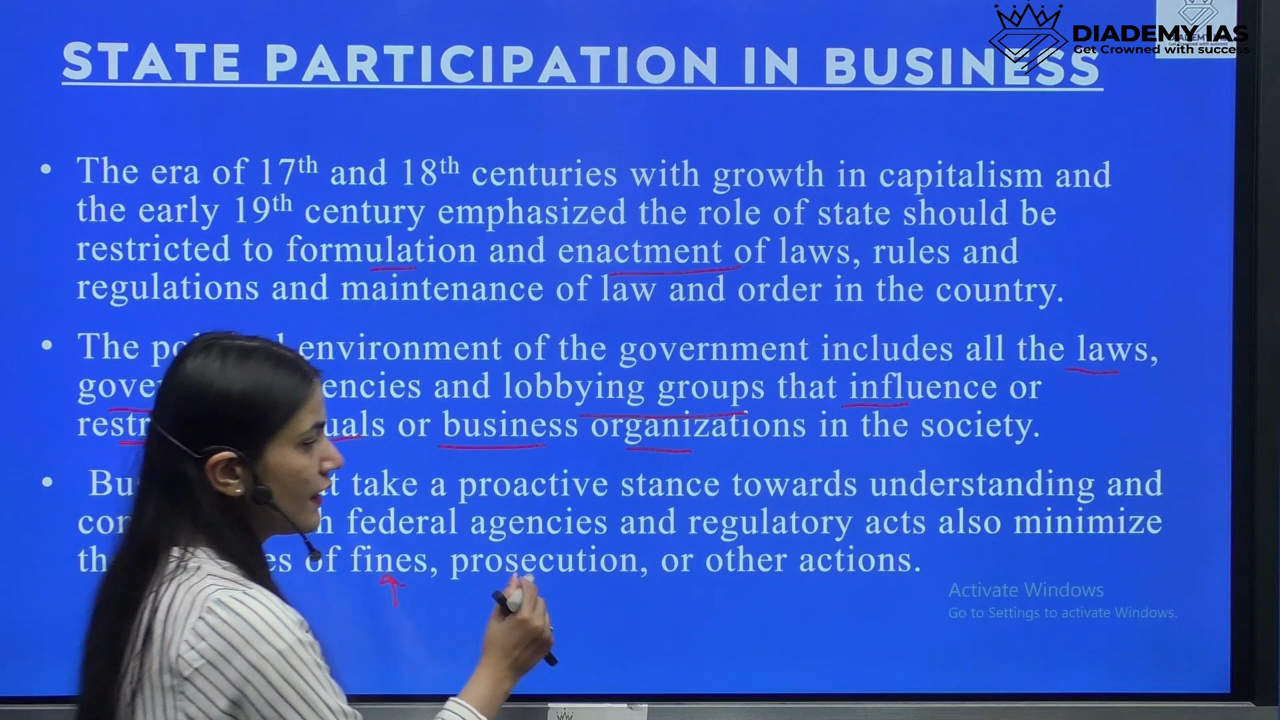 DIADEMY IAS
Get Crowned with success
STATE PARTICIPATION IN BUSINESS
• The era of 17th and 18th centuries with growth in capitalism and
the early 19th century emphasized the role of state should be
restricted to formulation and enactment of laws, rules and
regulations and maintenance of law and order in the country.
• The environment of the government includes all the laws,
and lobbying groups that influence or
or business organizations in the society.
• take a proactive stance towards understanding and
federal agencies and regulatory acts also minimize
of fines, prosecution, or other actions.
Activate Windows
Go to Settings to activate Windows.